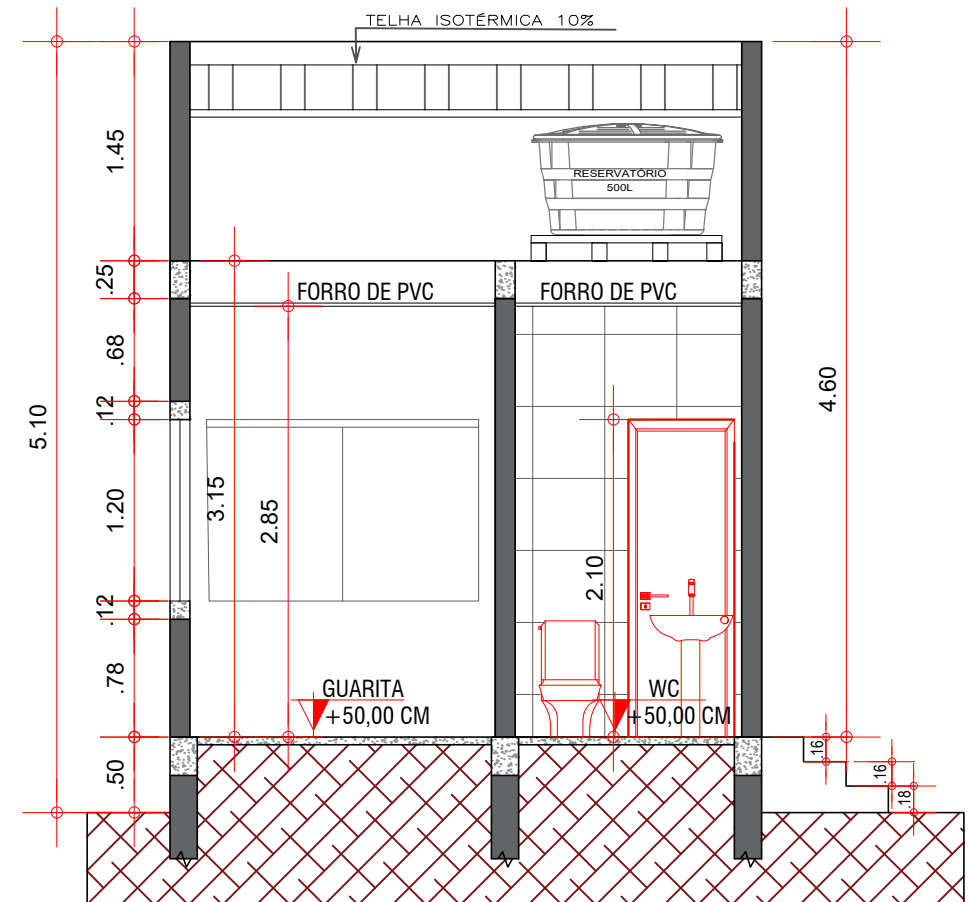 TELHA ISOTÉRMICA 10%
1.45
RESERVATÓRIO
500L
.25
FORRO DE PVC
FORRO DE PVC
.68
.12
5.10
4.60
1.20
3.15
2.85
2.10
.12
.78
GUARITA
+50,00 CM
WC
+50,00 CM
.50
.16
.16
.18